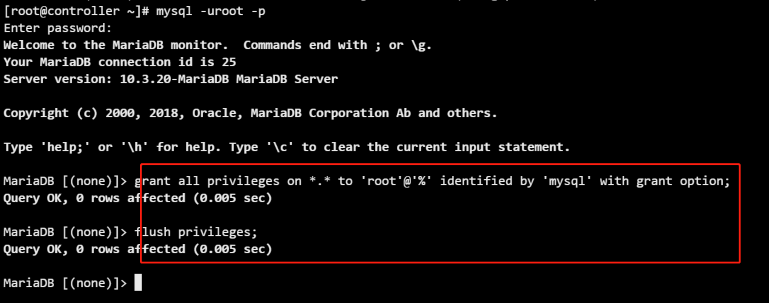 [root@controller ~]# mysql -uroot -p
Enter password:
Welcome to the MariaDB monitor.  Commands end with ; or \g.
Your MariaDB connection id is 25
Server version: 10.3.20-MariaDB MariaDB Server
Copyright (c) 2000, 2018, Oracle, MariaDB Corporation Ab and others.
Type 'help;' or '\h' for help. Type '\c' to clear the current input statement.
MariaDB [(none)]> grant all privileges on *.* to 'root'@'%' identified by 'mysql' with grant option;
Query OK, 0 rows affected (0.005 sec)
MariaDB [(none)]> flush privileges;
Query OK, 0 rows affected (0.005 sec)
MariaDB [(none)]>